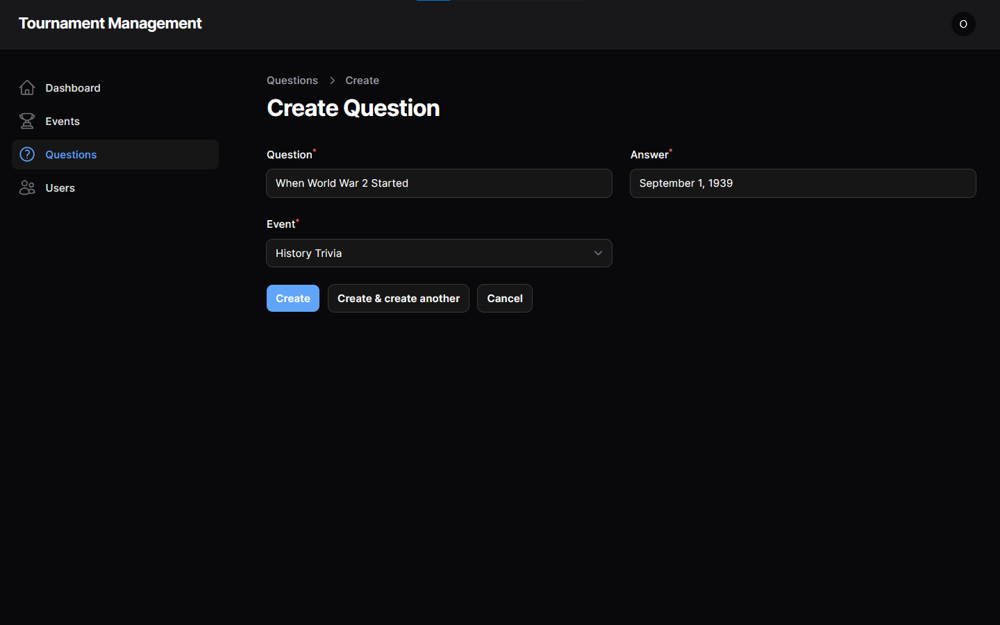 Tournament Management
O
Dashboard
Events
Questions
Users
Questions > Create
Create Question
Question*
When World War 2 Started
Answer*
September 1, 1939
Event*
History Trivia
Create
Create & create another
Cancel